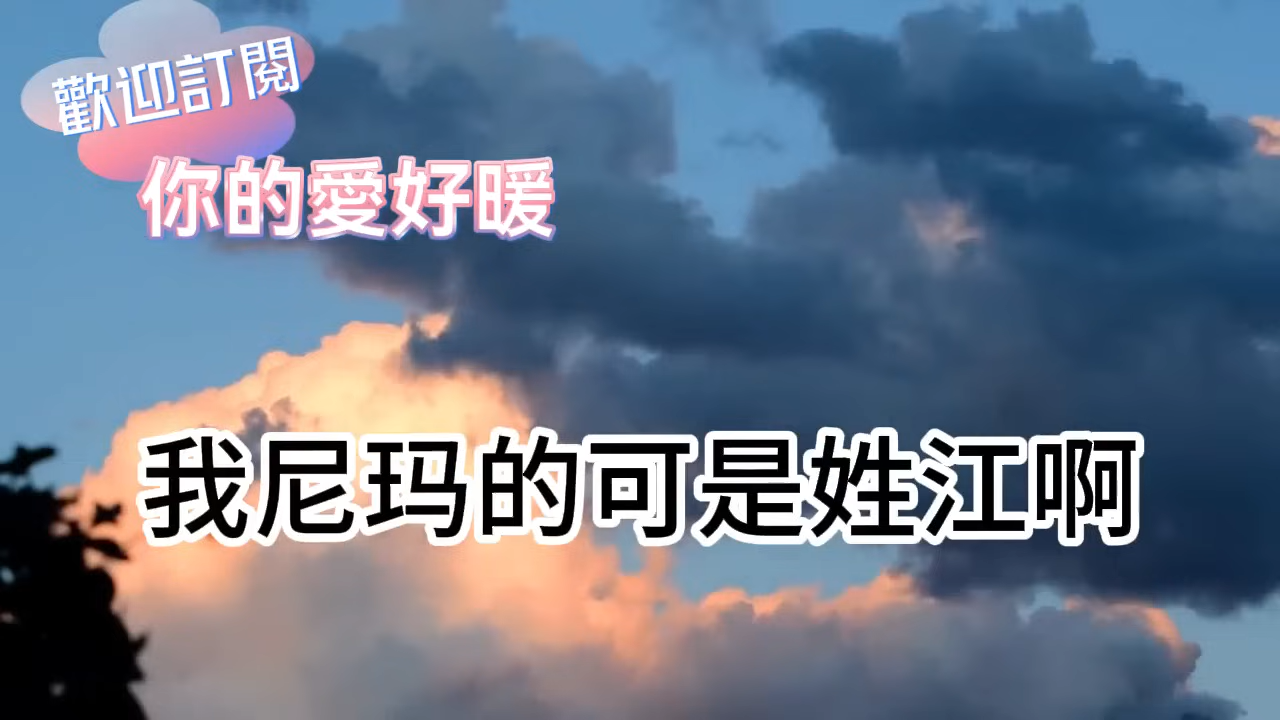 歡迎訂閱
你的愛好暖
我尼玛的可是姓江啊